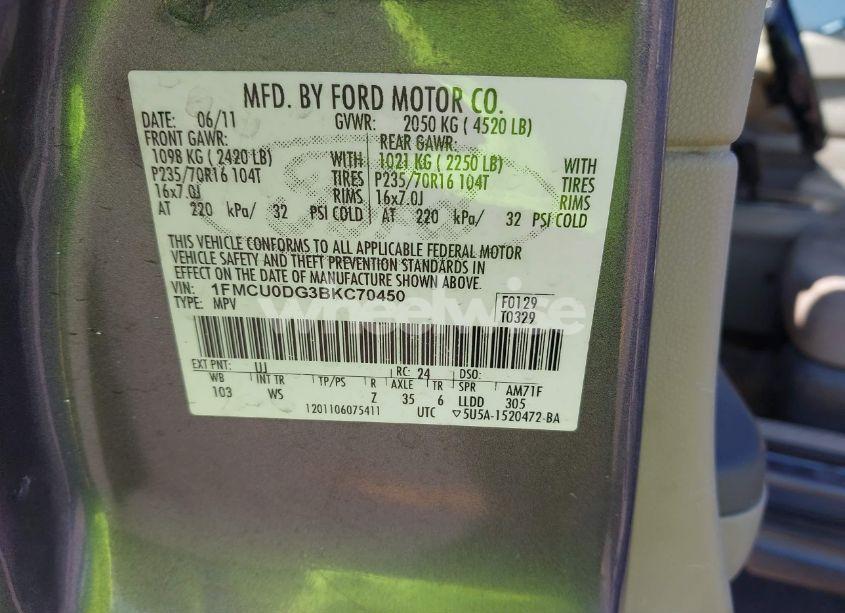 MFD. BY FORD MOTOR CO.
DATE: 06/11 GVWR: 2050 KG ( 4520 LB)
FRONT GAWR: REAR GAWR:
1098 KG ( 2420 LB) WITH 1021 KG ( 2250 LB) WITH
P235/70R16 104T TIRES P235/70R16 104T TIRES
16x7.0J RIMS 16x7.0J RIMS
AT 220 kPa/ 32 PSI COLD AT 220 kPa/ 32 PSI COLD
THIS VEHICLE CONFORMS TO ALL APPLICABLE FEDERAL MOTOR
VEHICLE SAFETY AND THEFT PREVENTION STANDARDS IN
EFFECT ON THE DATE OF MANUFACTURE SHOWN ABOVE.
VIN: 1FMCU0DG3BKC70450 F0129
TYPE: MPV T0329
wheelwise
EXT PNT: UJ RC: 24 DSO:
WB INT TR TP/PS R AXLE TR SPR AM71F
103 WS Z 35 6 LLDD 305
1201106075411 UTC ▽5U5A-1520472-BA